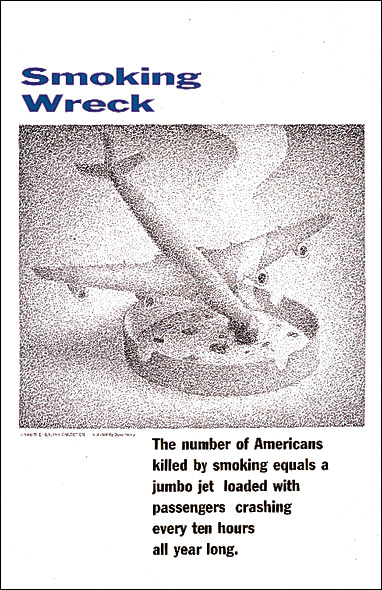 Smoking
Wreck
The number of Americans
killed by smoking equals a
jumbo jet loaded with
passengers crashing
every ten hours
all year long.